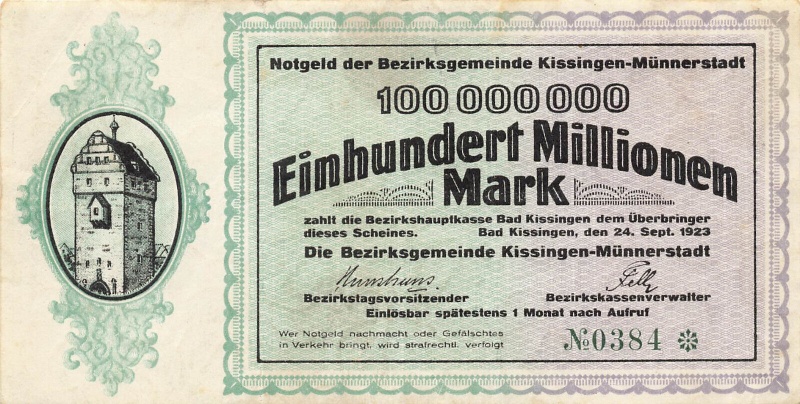 Notgeld der Bezirksgemeinde Kissingen-Münnerstadt
100 000 000
Einhundert Millionen
Mark
zahlt die Bezirkshauptkasse Bad Kissingen dem Überbringer
dieses Scheines. Bad Kissingen, den 24. Sept. 1923
Die Bezirksgemeinde Kissingen-Münnerstadt
Bezirkstagsvorsitzender Bezirkskassenverwalter
Einlösbar spätestens 1 Monat nach Aufruf
Wer Notgeld nachmacht oder Gefälschtes
in Verkehr bringt, wird strafrechtl. verfolgt
№0384 ✻